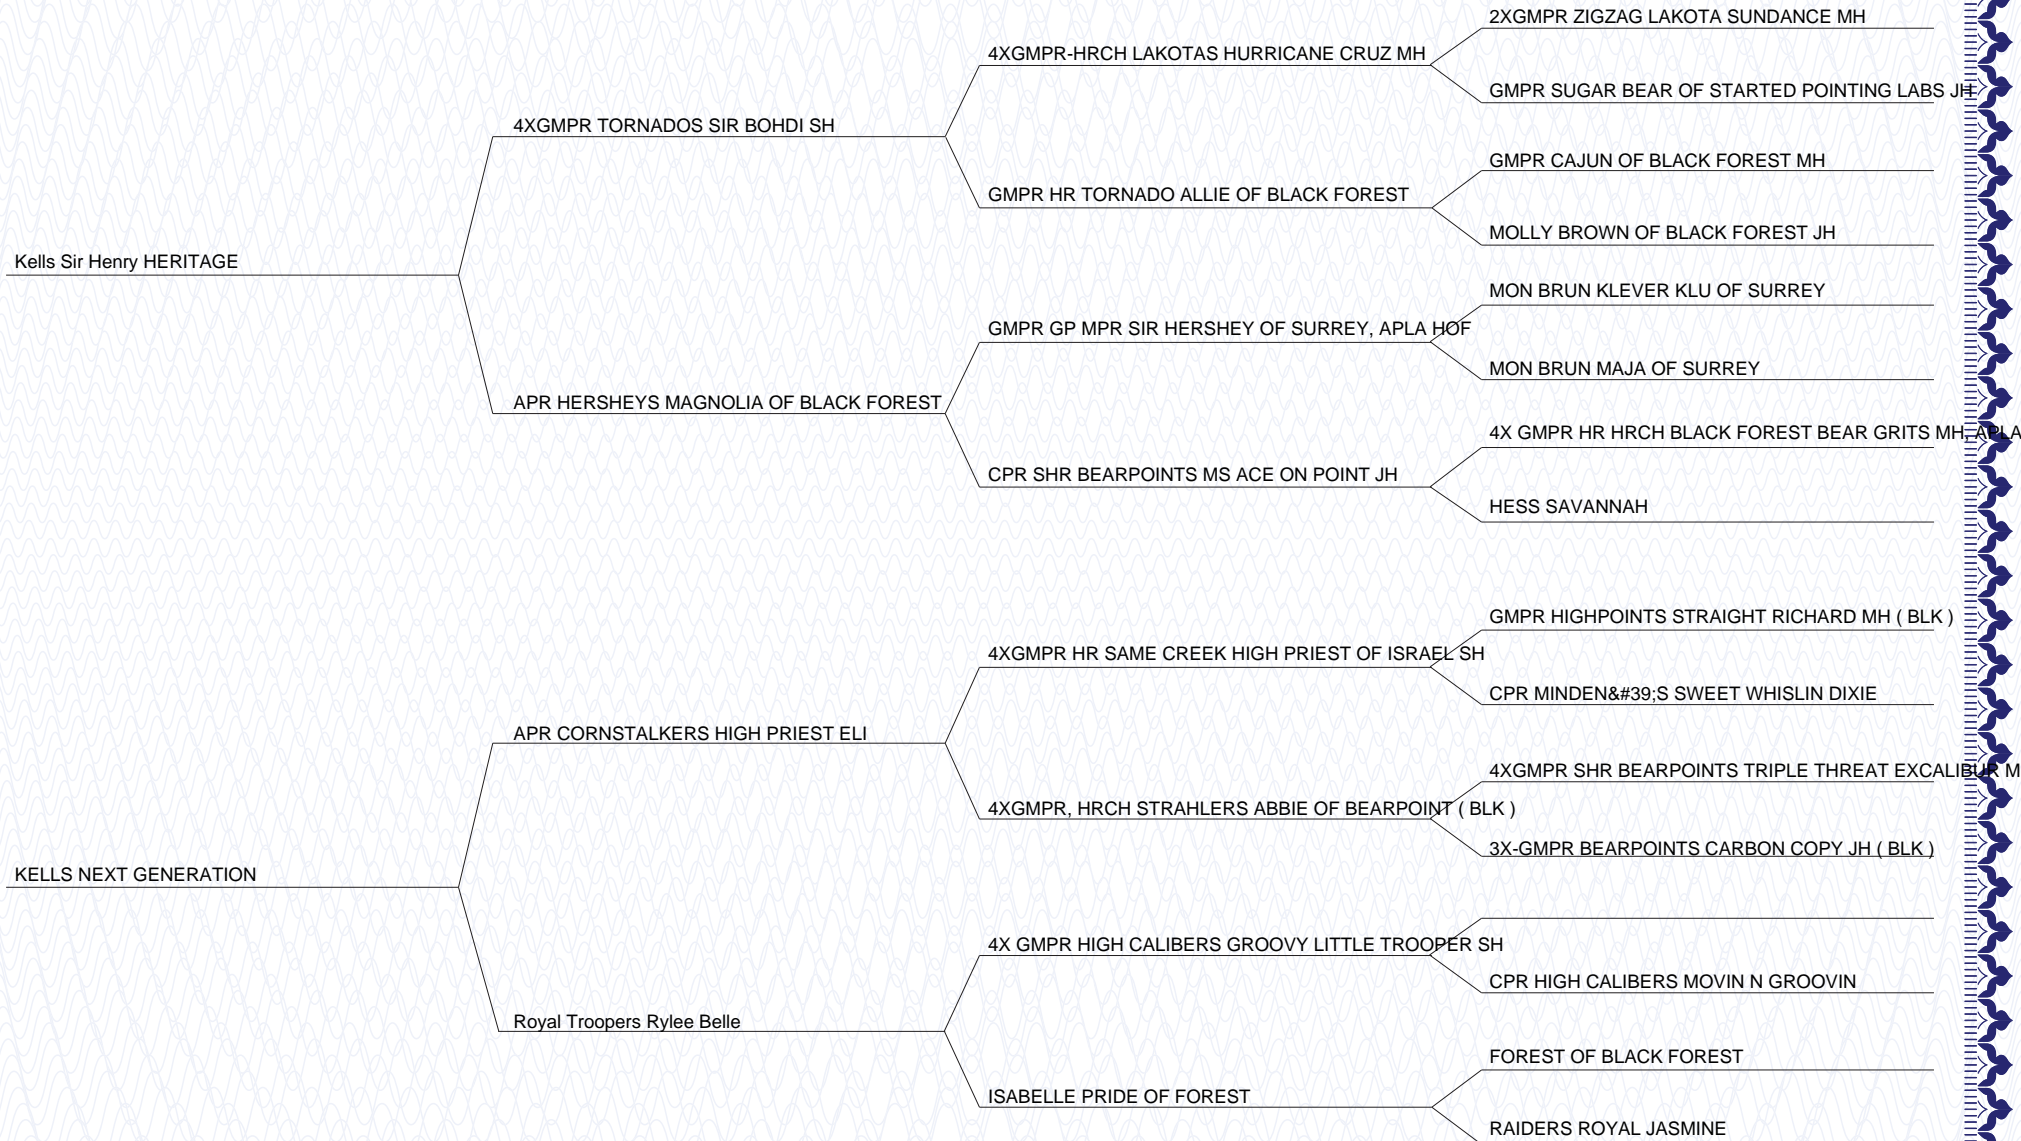 2XGMPR ZIGZAG LAKOTA SUNDANCE MH
4XGMPR-HRCH LAKOTAS HURRICANE CRUZ MH
GMPR SUGAR BEAR OF STARTED POINTING LABS JH
4XGMPR TORNADOS SIR BOHDI SH
GMPR CAJUN OF BLACK FOREST MH
GMPR HR TORNADO ALLIE OF BLACK FOREST
MOLLY BROWN OF BLACK FOREST JH
Kells Sir Henry HERITAGE
MON BRUN KLEVER KLU OF SURREY
GMPR GP MPR SIR HERSHEY OF SURREY, APLA HOF
MON BRUN MAJA OF SURREY
APR HERSHEYS MAGNOLIA OF BLACK FOREST
4X GMPR HR HRCH BLACK FOREST BEAR GRITS MH, APLA
CPR SHR BEARPOINTS MS ACE ON POINT JH
HESS SAVANNAH
GMPR HIGHPOINTS STRAIGHT RICHARD MH ( BLK )
4XGMPR HR SAME CREEK HIGH PRIEST OF ISRAEL SH
CPR MINDEN&#39;S SWEET WHISLIN DIXIE
APR CORNSTALKERS HIGH PRIEST ELI
4XGMPR SHR BEARPOINTS TRIPLE THREAT EXCALIBUR M
4XGMPR, HRCH STRAHLERS ABBIE OF BEARPOINT ( BLK )
3X-GMPR BEARPOINTS CARBON COPY JH ( BLK )
KELLS NEXT GENERATION
4X GMPR HIGH CALIBERS GROOVY LITTLE TROOPER SH
CPR HIGH CALIBERS MOVIN N GROOVIN
Royal Troopers Rylee Belle
FOREST OF BLACK FOREST
ISABELLE PRIDE OF FOREST
RAIDERS ROYAL JASMINE